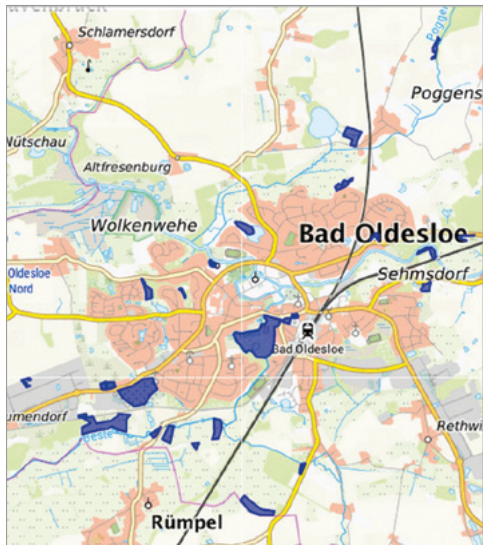 Schlamersdorf
Poggens
Nütschau
Altfresenburg
Wolkenwehe
Bad Oldesloe
Oldesloe
Nord
Sehmsdorf
Bad Oldesloe
umendorf
Rethwi
Rümpel